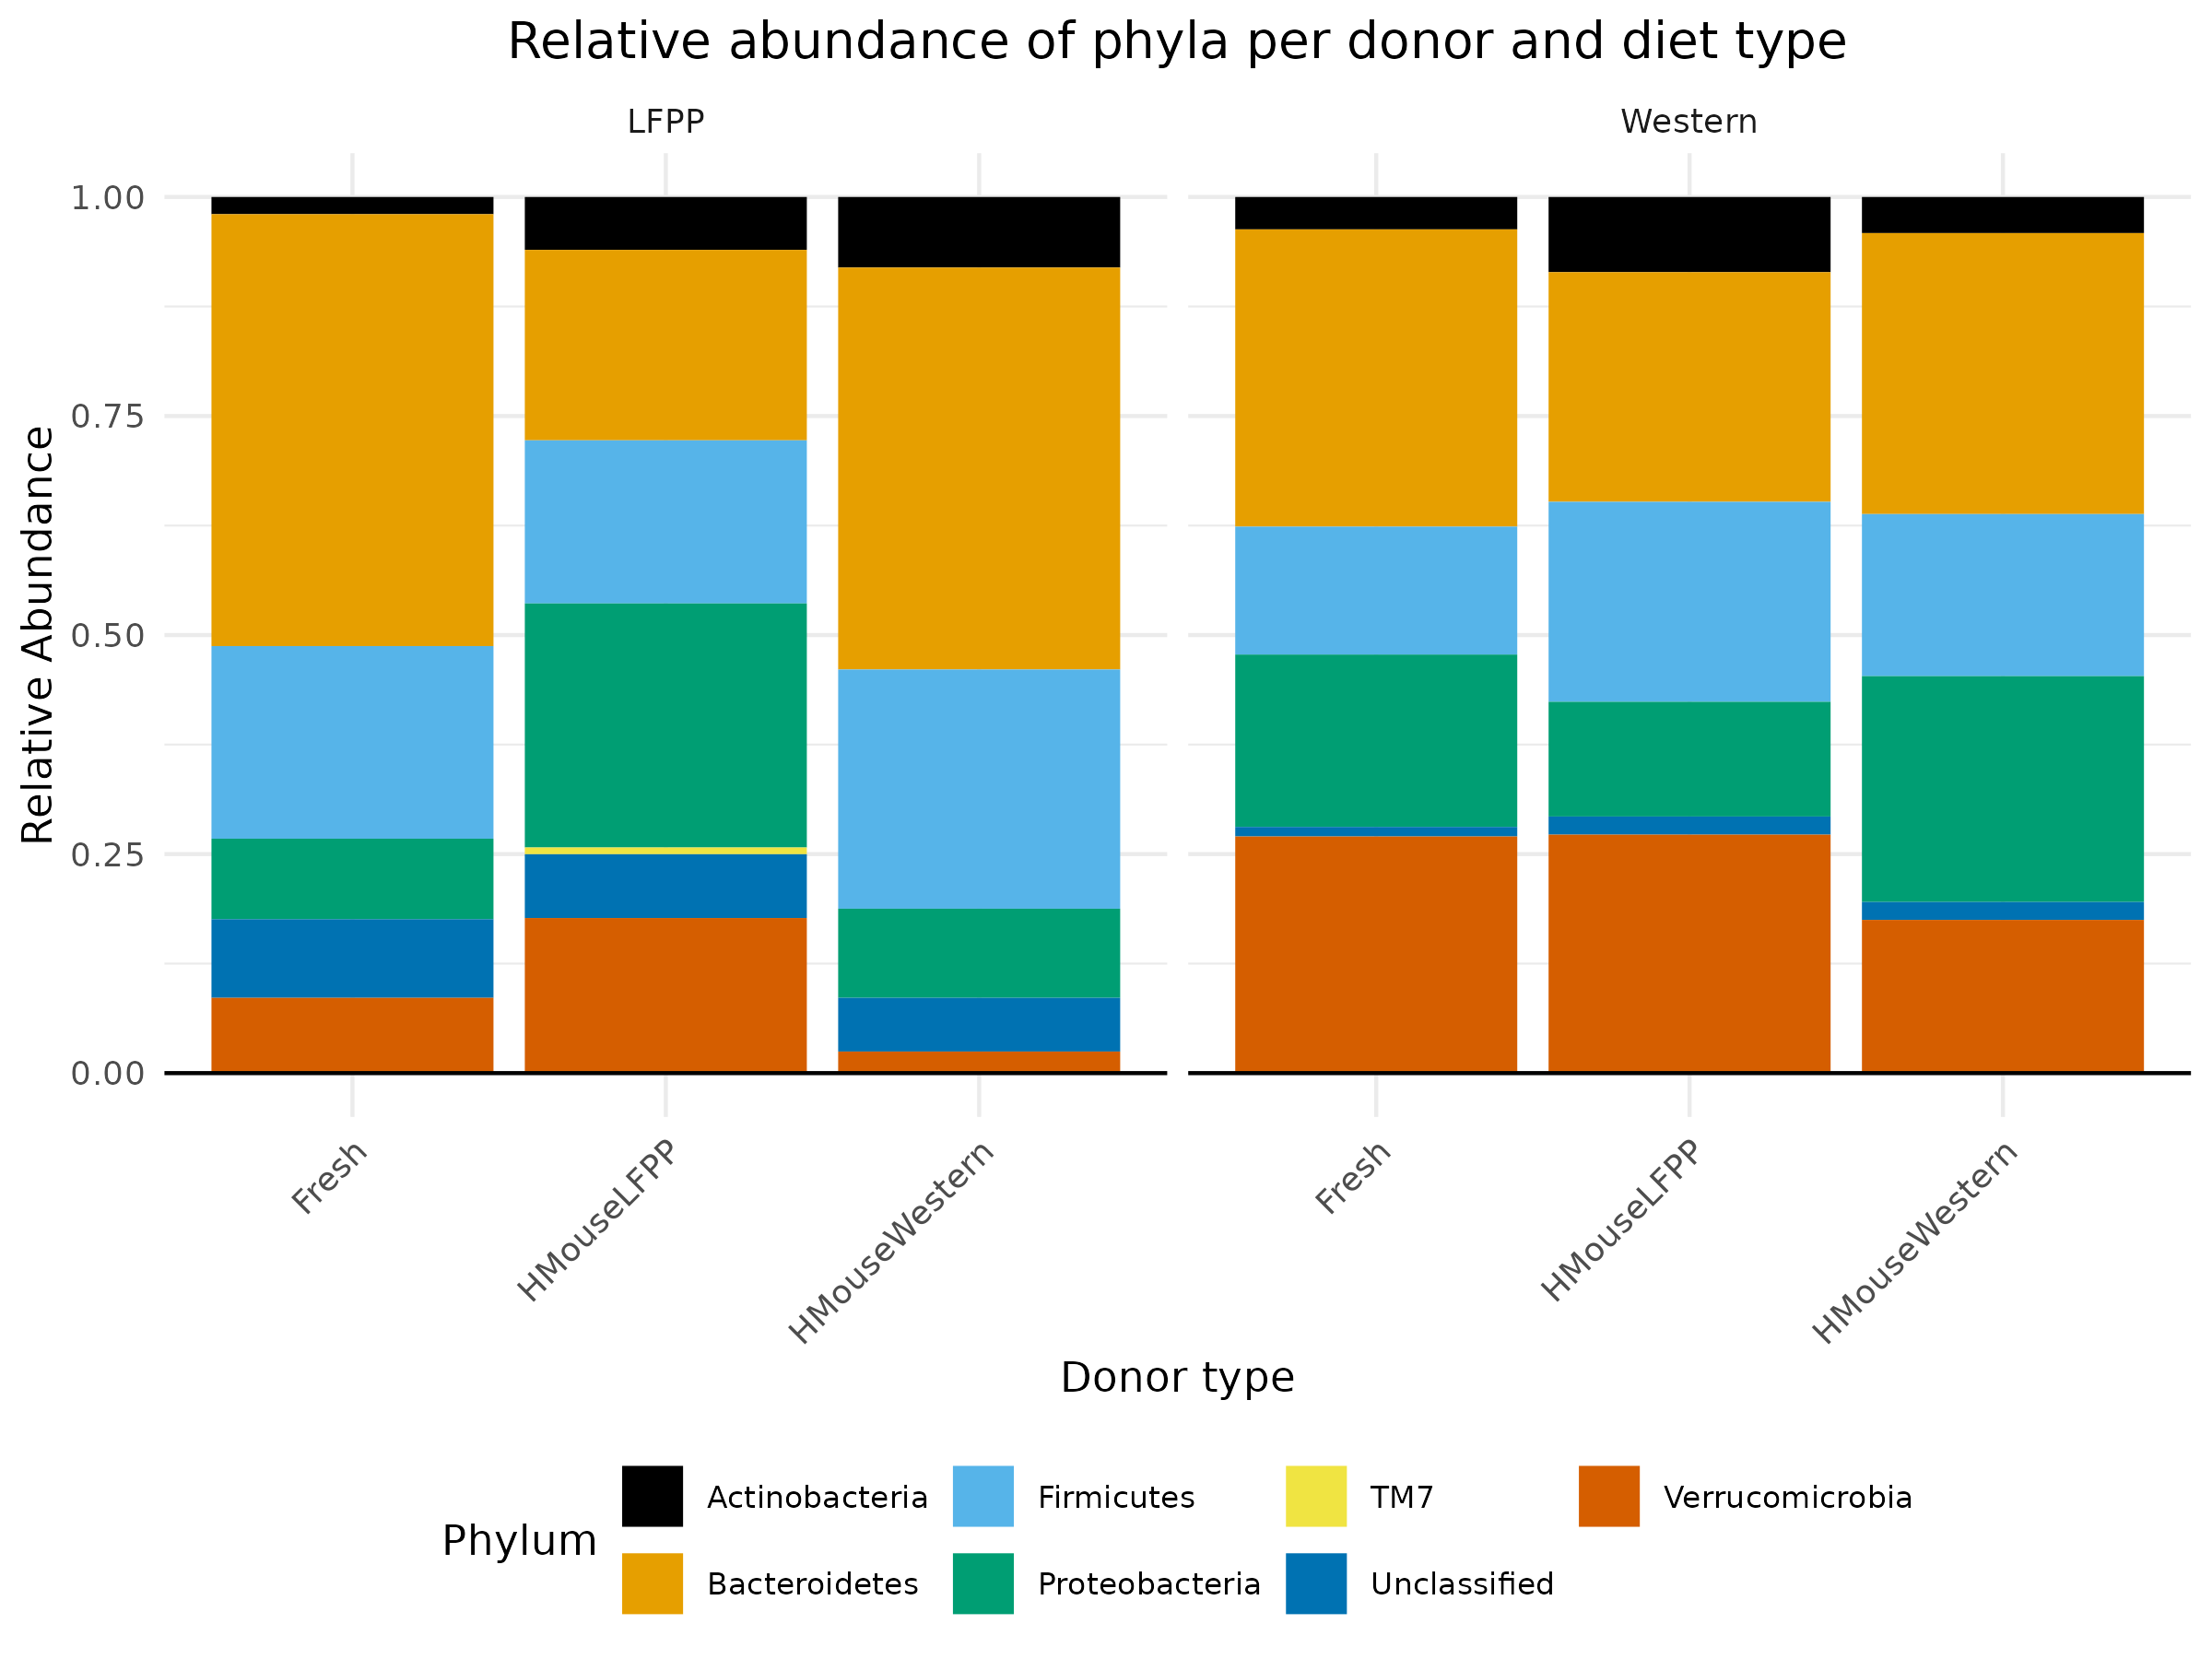 Relative abundance of phyla per donor and diet type
LFPP
Western
Relative Abundance
1.00
0.75
0.50
0.25
0.00
Fresh
HMouseLFPP
HMouseWestern
Fresh
HMouseLFPP
HMouseWestern
Donor type
Phylum
Actinobacteria
Bacteroidetes
Firmicutes
Proteobacteria
TM7
Unclassified
Verrucomicrobia